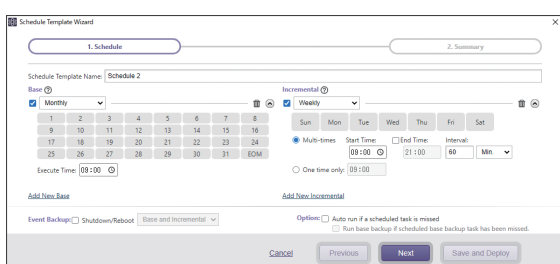 Schedule Template Wizard
1. Schedule
2. Summary
Schedule Template Name: Schedule 2
Base
Incremental
Monthly
Weekly
1 2 3 4 5 6 7 8
9 10 11 12 13 14 15 16
17 18 19 20 21 22 23 24
25 26 27 28 29 30 31 EOM
Execute Time: 09:00
Sun Mon Tue Wed Thu Fri Sat
Multi-times Start Time: End Time: Interval:
09:00 21:00 60 Min.
One time only: 09:00
Add New Base
Add New Incremental
Event Backup: Shutdown/Reboot Base and Incremental
Option: Auto run if a scheduled task is missed
Run base backup if scheduled base backup task has been missed.
Cancel Previous Next Save and Deploy